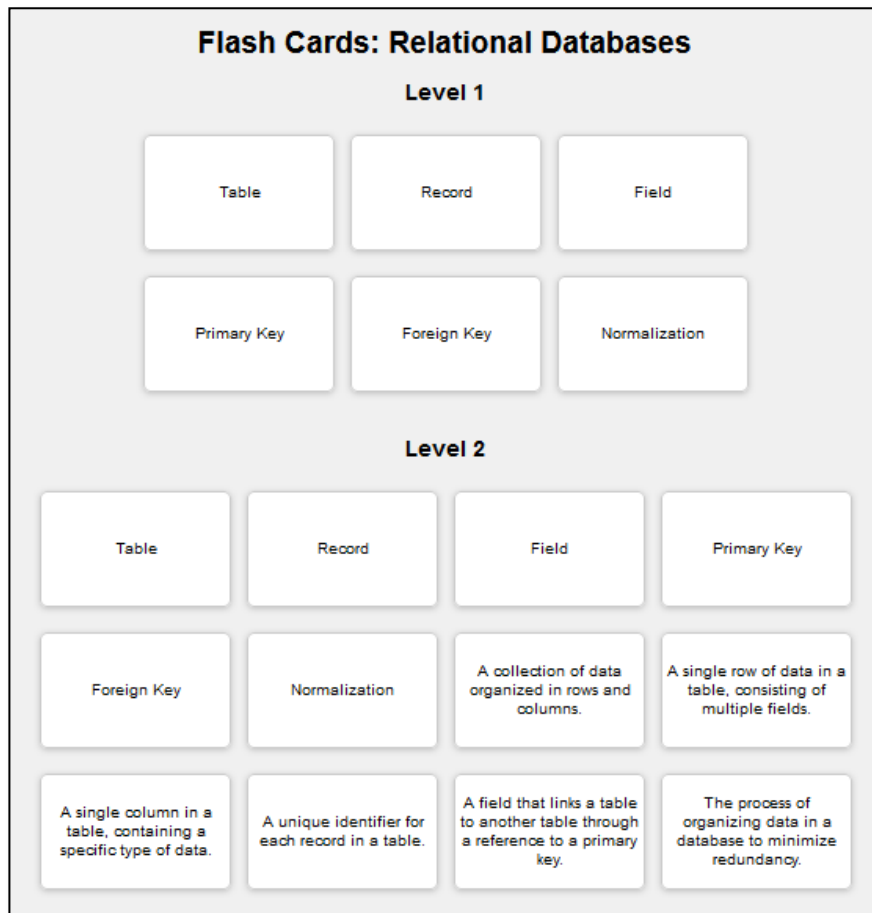 Flash Cards: Relational Databases
Level 1
Table
Record
Field
Primary Key
Foreign Key
Normalization
Level 2
Table
Record
Field
Primary Key
Foreign Key
Normalization
A collection of data
organized in rows and
columns.
A single row of data in a
table, consisting of
multiple fields.
A single column in a
table, containing a
specific type of data.
A unique identifier for
each record in a table.
A field that links a table
to another table through
a reference to a primary
key.
The process of
organizing data in a
database to minimize
redundancy.